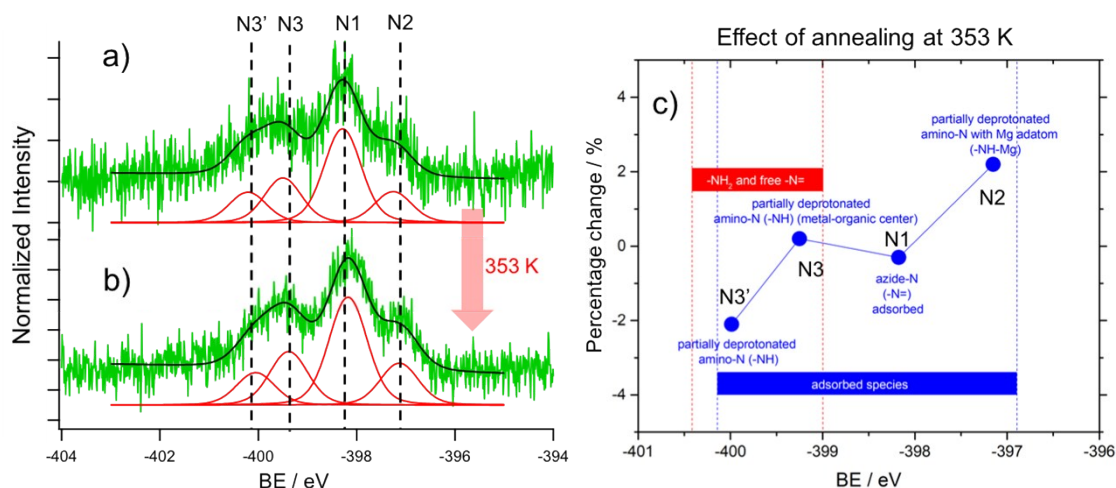 N3' N3 N1 N2
a)
b)
353 K
Normalized Intensity
-404 -402 -400 -398 -396 -394
BE / eV
Effect of annealing at 353 K
c)
Percentage change / %
4
2
0
-2
-4
partially deprotonated
amino-N with Mg adatom
(-NH-Mg)
N2
-NH2 and free -N=
partially deprotonated
amino-N (-NH) (metal-organic center)
N3
N1
azide-N
(-N=)
adsorbed
N3'
partially deprotonated
amino-N (-NH)
adsorbed species
-401 -400 -399 -398 -397 -396
BE / eV